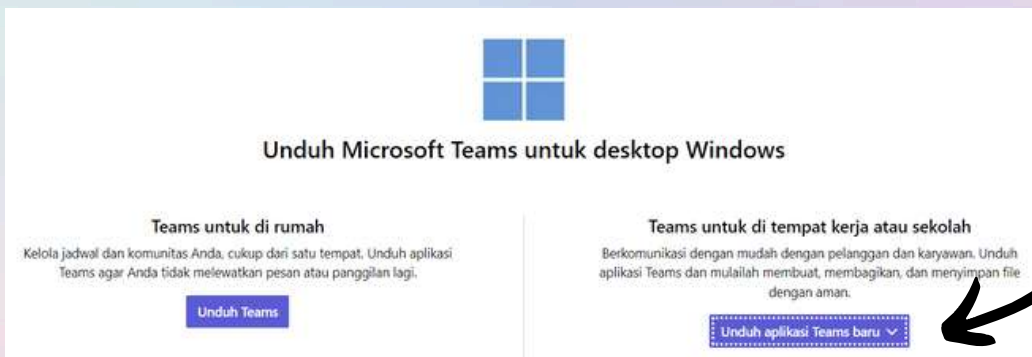 Unduh Microsoft Teams untuk desktop Windows
Teams untuk di rumah
Kelola jadwal dan komunitas Anda, cukup dari satu tempat. Unduh aplikasi
Teams agar Anda tidak melewatkan pesan atau panggilan lagi.
Unduh Teams
Teams untuk di tempat kerja atau sekolah
Berkomunikasi dengan mudah dengan pelanggan dan karyawan. Unduh
aplikasi Teams dan mulailah membuat, membagikan, dan menyimpan file
dengan aman.
Unduh aplikasi Teams baru